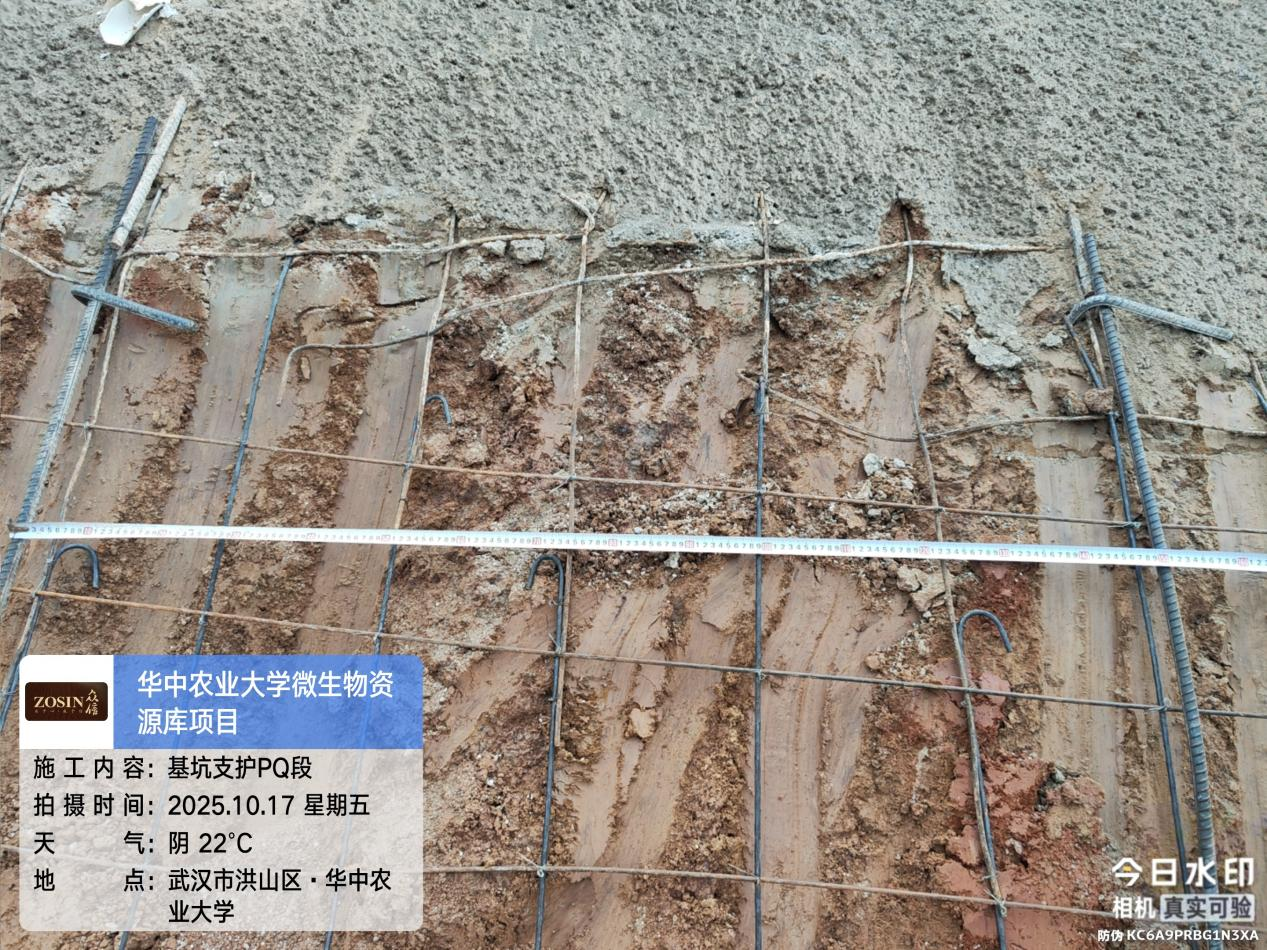 ZOSIN 众信
华中农业大学微生物资
源库项目
施工内容：基坑支护PQ段
拍摄时间：2025.10.17 星期五
天气：阴 22°C
地点：武汉市洪山区·华中农
业大学
今日水印
相机 真实可验
防伪 KC6A9PRBG1N3XA